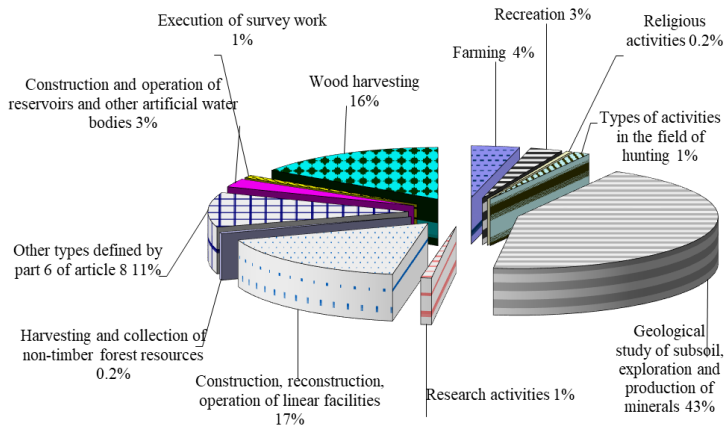 Execution of survey work
1%
Recreation 3%
Religious
activities 0.2%
Farming 4%
Wood harvesting
16%
Construction and operation of
reservoirs and other artificial water
bodies 3%
Types of activities
in the field of
hunting 1%
Other types defined by
part 6 of article 8 11%
Harvesting and collection of
non-timber forest resources
0.2%
Construction, reconstruction,
operation of linear facilities
17%
Research activities 1%
Geological
study of subsoil,
exploration and
production of
minerals 43%